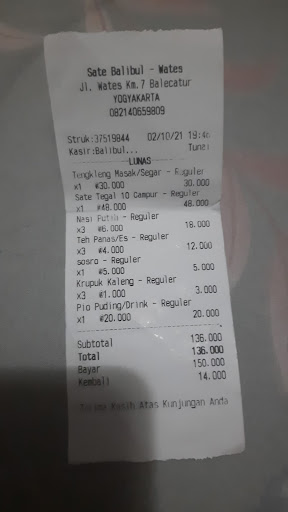 Sate Balibul - Wates
Jl. Wates Km.7 Balecatur
YOGYAKARTA
082140659809
Struk:37519844 02/10/21 19:46
Kasir:Balibul... Tunai
LUNAS
Tengkleng Masak/Segar - Reguler
x1 @30.000 30.000
Sate Tegal 10 Campur - Reguler
x1 @48.000 48.000
Nasi Putih - Reguler
x3 @6.000 18.000
Teh Panas/Es - Reguler
x3 @4.000 12.000
sosro - Reguler
x1 @5.000 5.000
Krupuk Kaleng - Reguler
x3 @1.000 3.000
Pio Puding/Drink - Reguler
x1 @20.000 20.000
Subtotal 136.000
Total 136.000
Bayar 150.000
Kembali 14.000
Terima Kasih Atas Kunjungan Anda